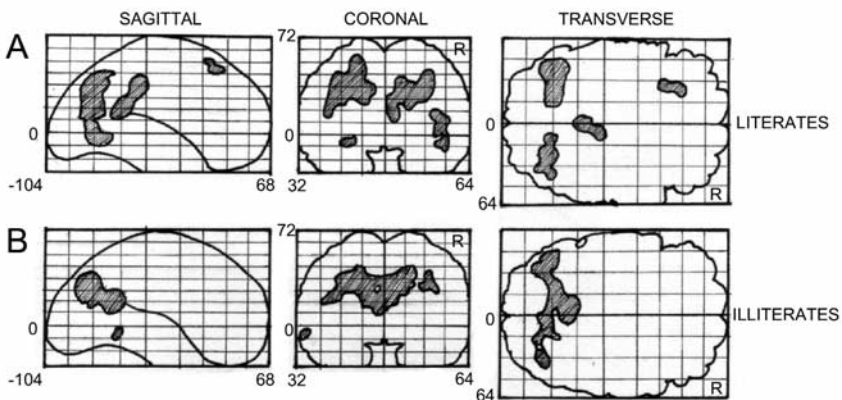 SAGITTAL CORONAL TRANSVERSE
A 72 R
0 0 0 LITERATES
-104 68 32 64 64 R
B 72 R
0 0 0 ILLITERATES
-104 68 32 64 64 R